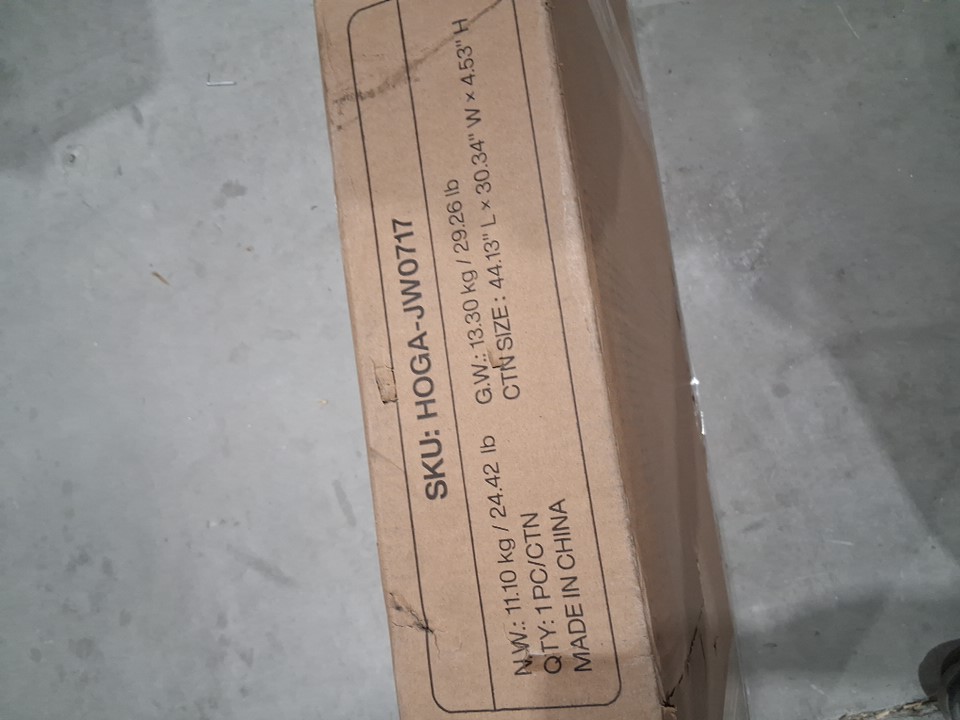 SKU: HOGA-JW0717
N.W.: 11.10 kg / 24.42 lb G.W.: 13.30 kg / 29.26 lb
QTY: 1 PC/CTN CTN SIZE: 44.13" L × 30.34" W × 4.53" H
MADE IN CHINA